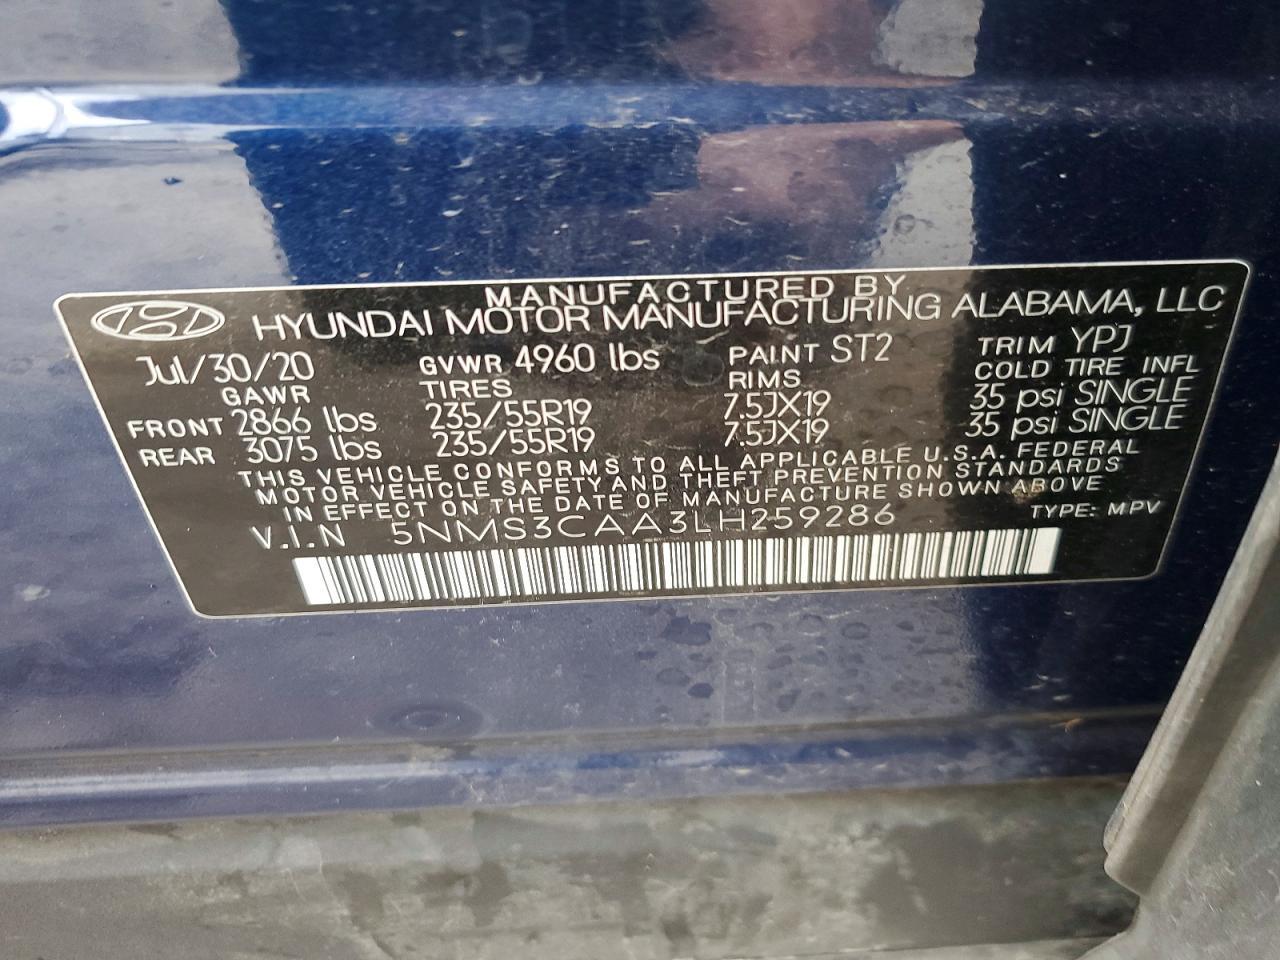 MANUFACTURED BY
HYUNDAI MOTOR MANUFACTURING ALABAMA, LLC
Jul/30/20 GVWR 4960 lbs PAINT ST2 TRIM YPJ
GAWR TIRES RIMS COLD TIRE INFL
FRONT 2866 lbs 235/55R19 7.5JX19 35 psi SINGLE
REAR 3075 lbs 235/55R19 7.5JX19 35 psi SINGLE
THIS VEHICLE CONFORMS TO ALL APPLICABLE U.S.A. FEDERAL
MOTOR VEHICLE SAFETY AND THEFT PREVENTION STANDARDS
IN EFFECT ON THE DATE OF MANUFACTURE SHOWN ABOVE
V.I.N 5NMS3CAA3LH259286 TYPE: MPV